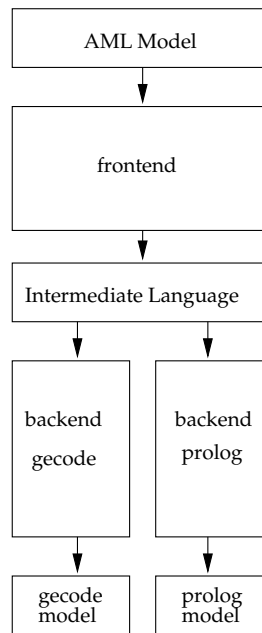 AML Model
frontend
Intermediate Language
backend
gecode
backend
prolog
gecode
model
prolog
model